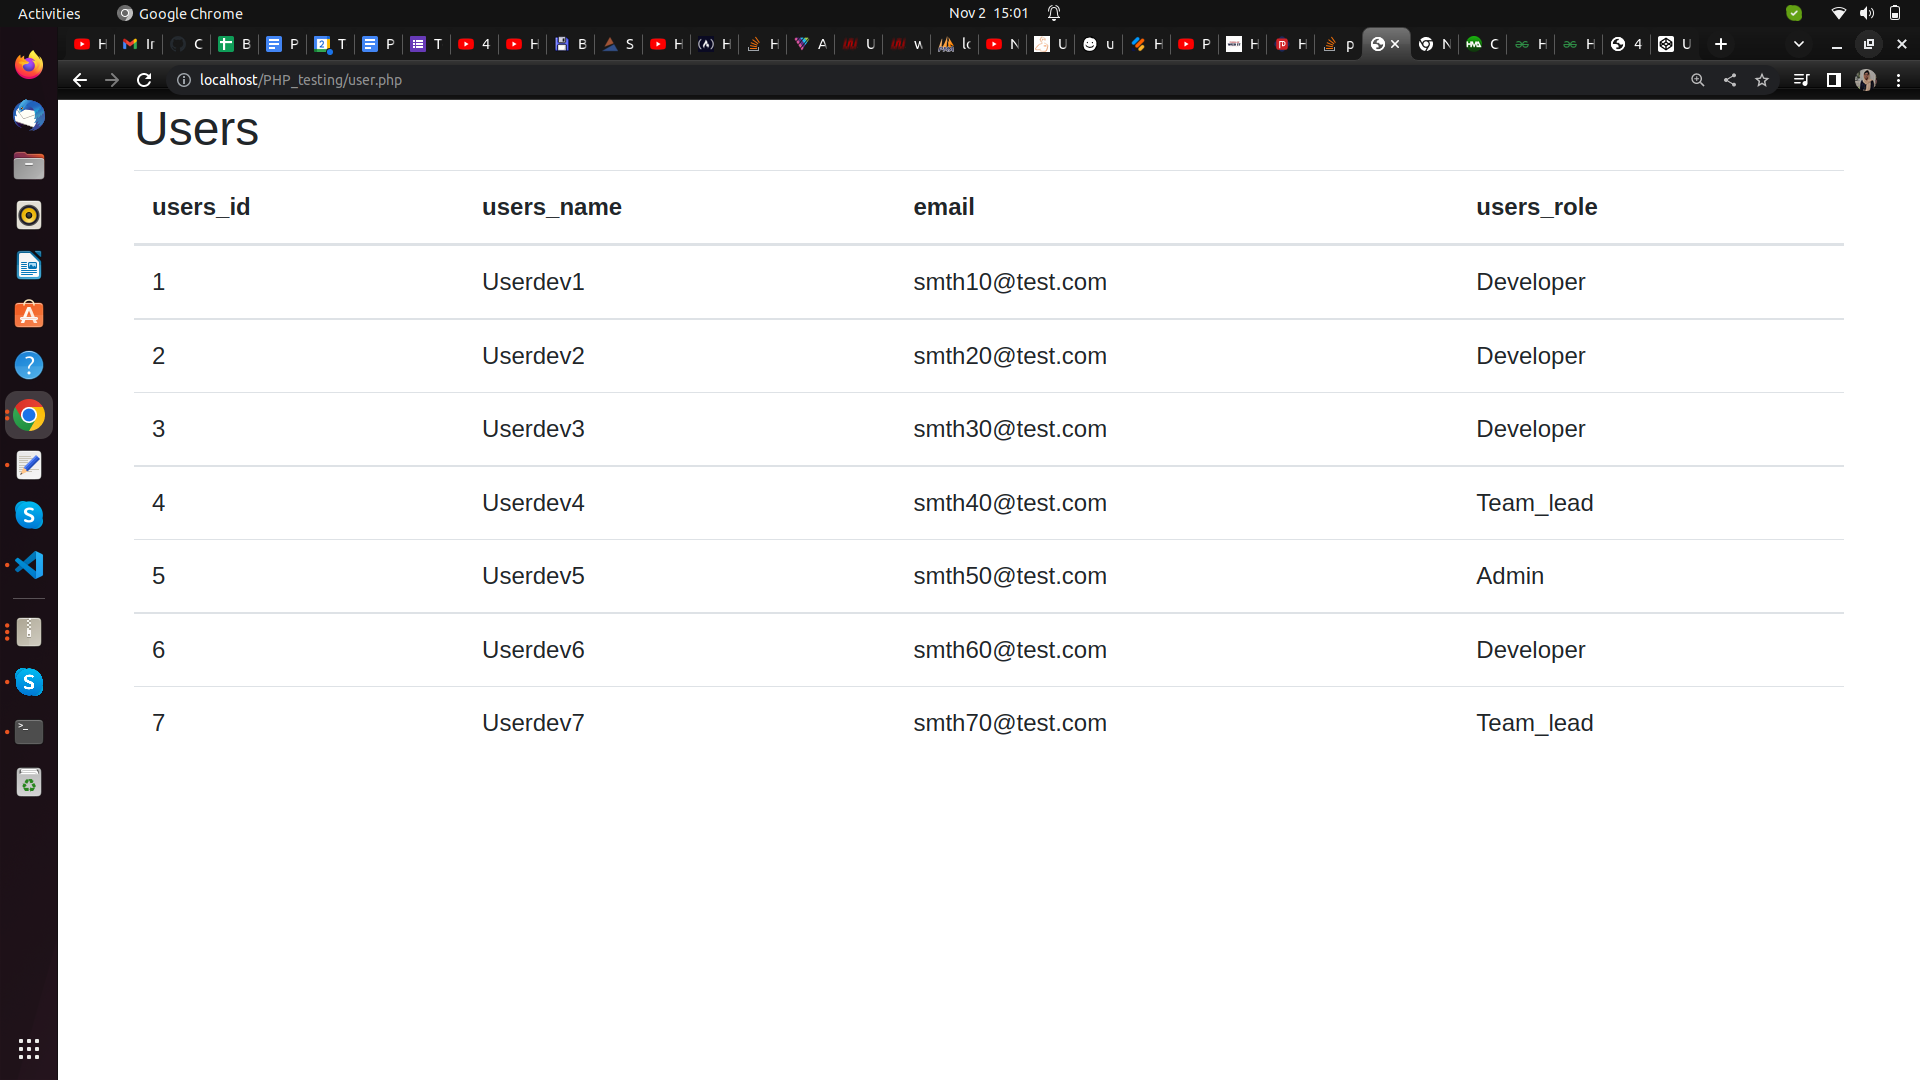 Activities Google Chrome Nov 2 15:01
H Ir C B P T P T 4 H B S H H H A U w lc N U u H P H H p N C H H 4 U
localhost/PHP_testing/user.php
Users
users_id users_name email users_role
1 Userdev1 smth10@test.com Developer
2 Userdev2 smth20@test.com Developer
3 Userdev3 smth30@test.com Developer
4 Userdev4 smth40@test.com Team_lead
5 Userdev5 smth50@test.com Admin
6 Userdev6 smth60@test.com Developer
7 Userdev7 smth70@test.com Team_lead